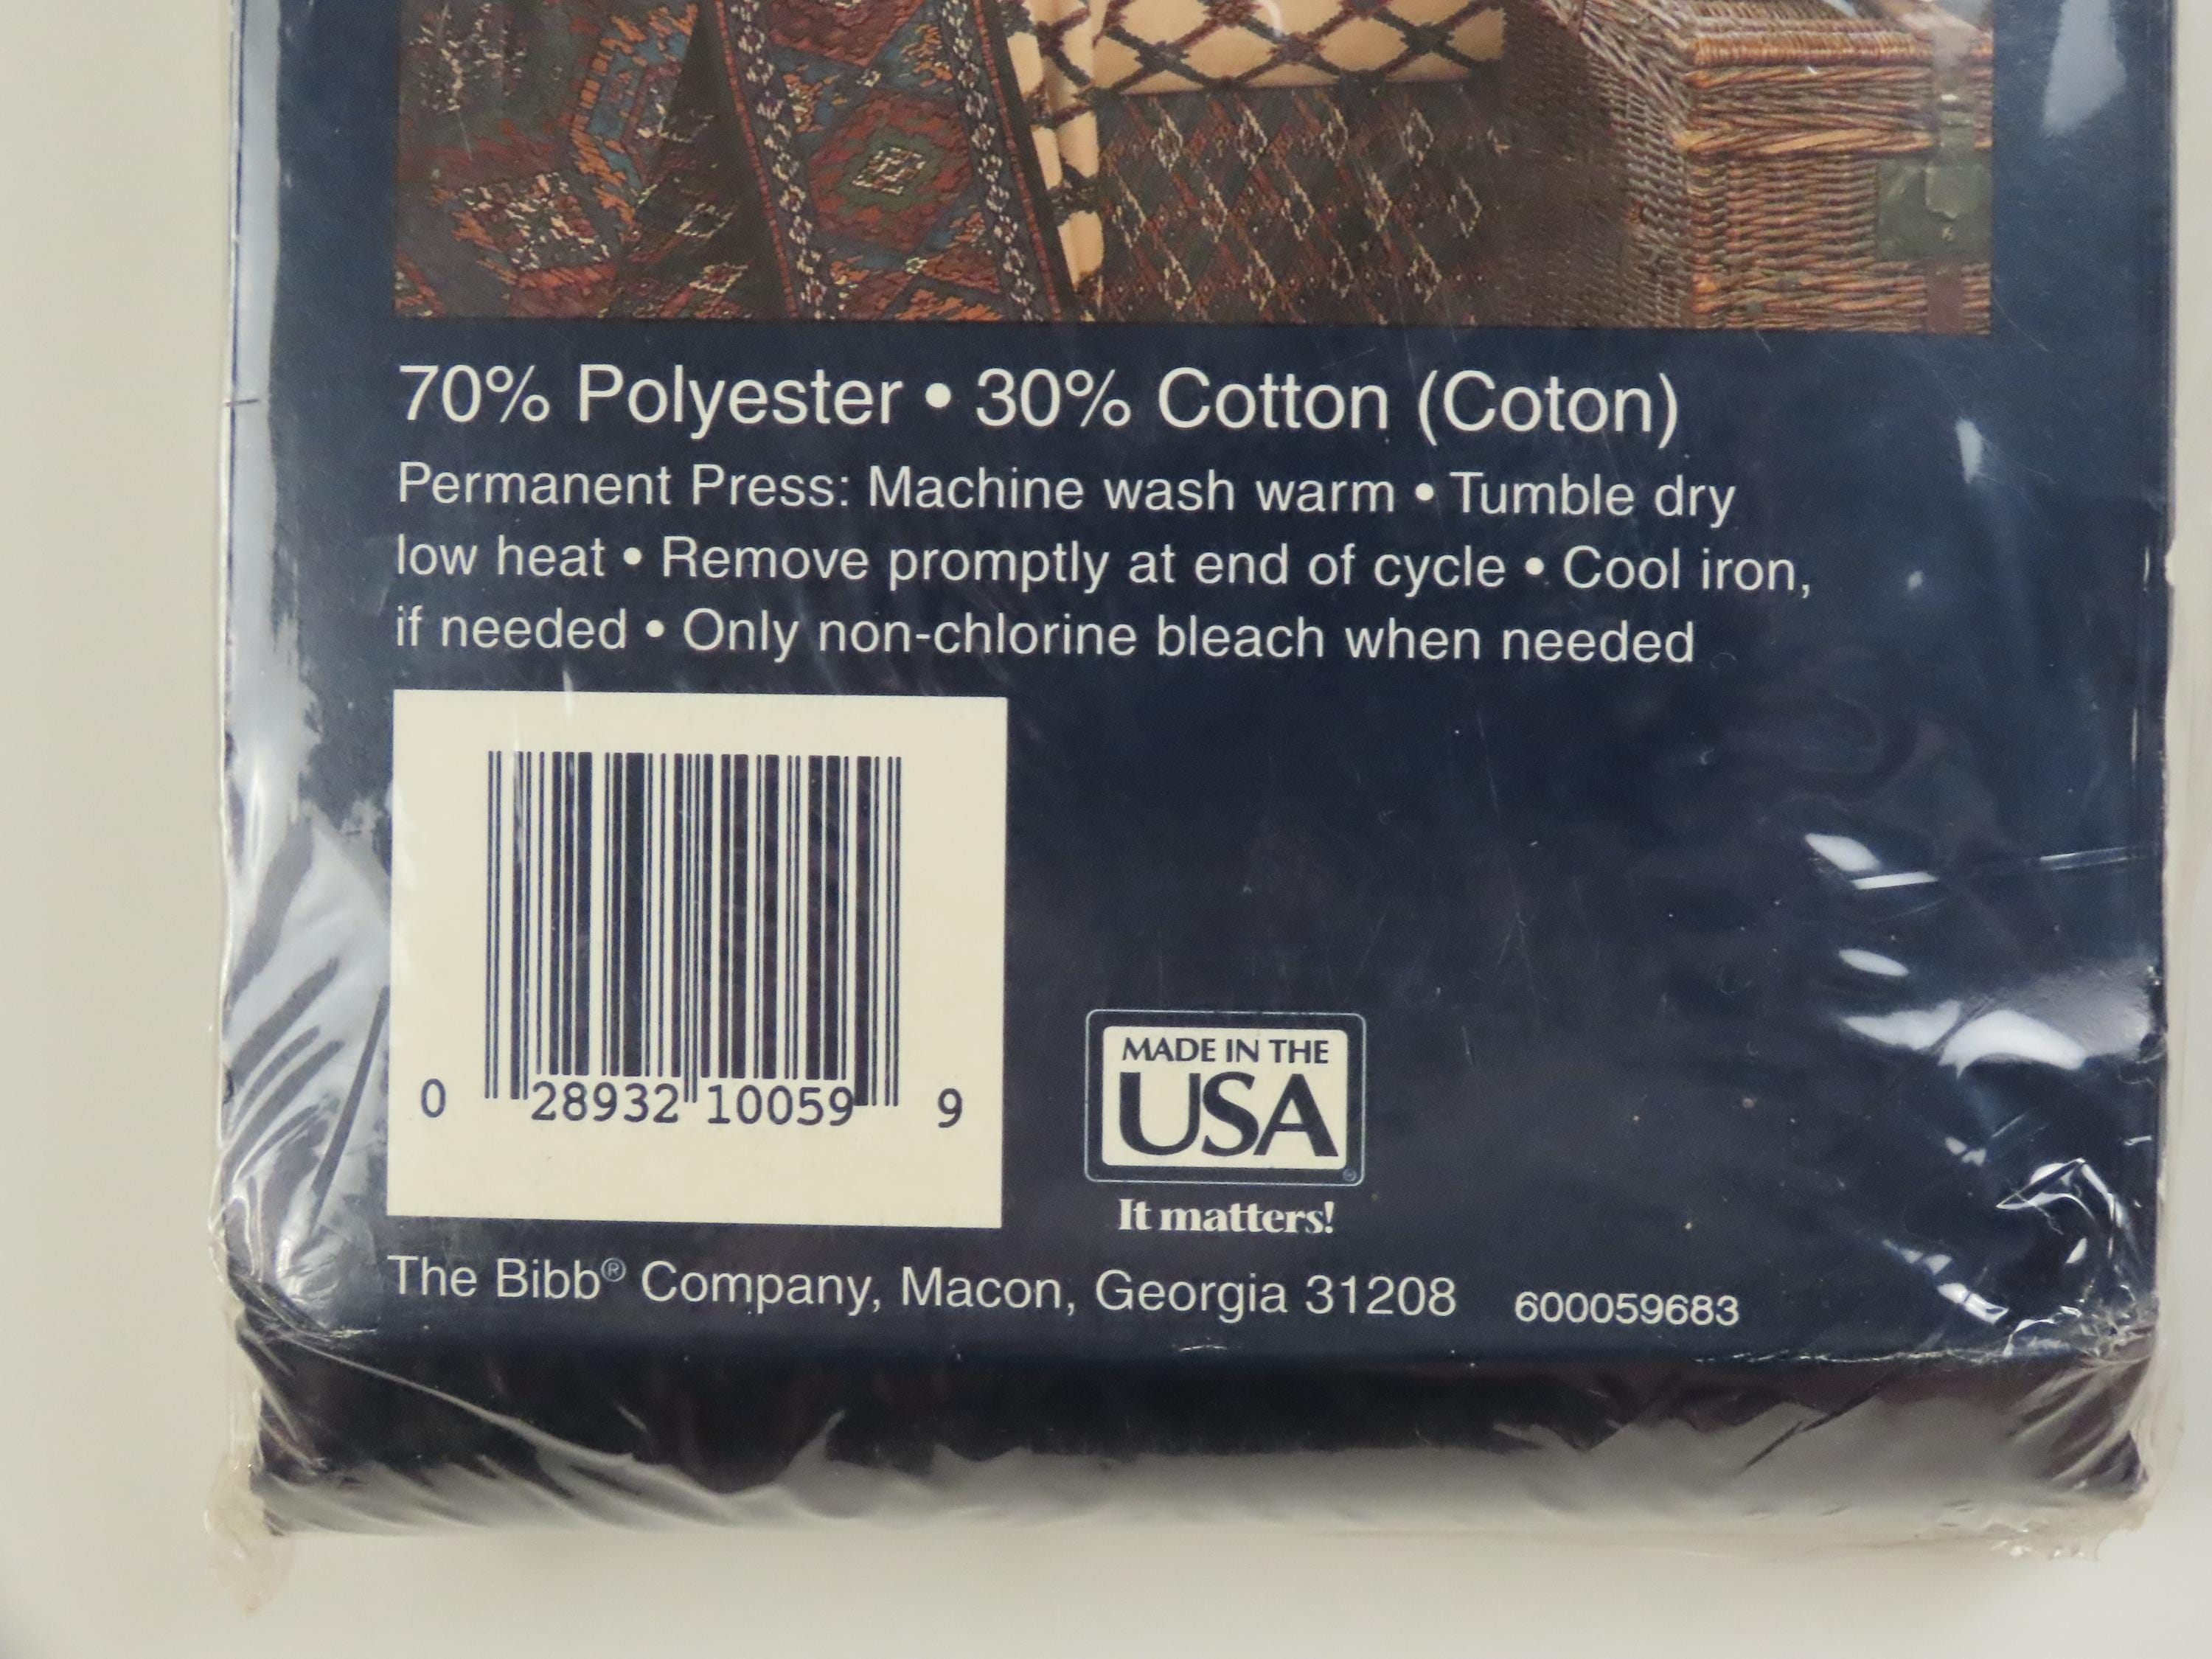 70% Polyester • 30% Cotton (Coton)
Permanent Press: Machine wash warm • Tumble dry
low heat • Remove promptly at end of cycle • Cool iron,
if needed • Only non-chlorine bleach when needed
0 28932 10059 9
MADE IN THE
USA®
It matters!
The Bibb® Company, Macon, Georgia 31208 600059683